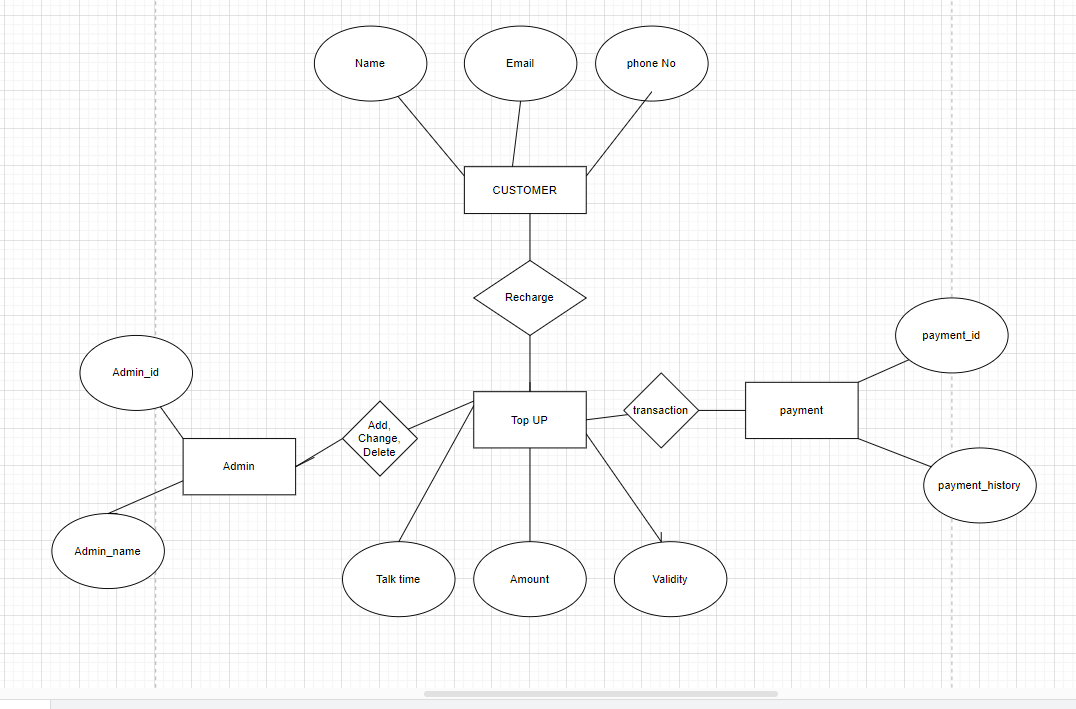 Name
Email
phone No
CUSTOMER
Recharge
payment_id
Admin_id
Add,
Change,
Delete
Top UP
transaction
payment
Admin
payment_history
Admin_name
Talk time
Amount
Validity